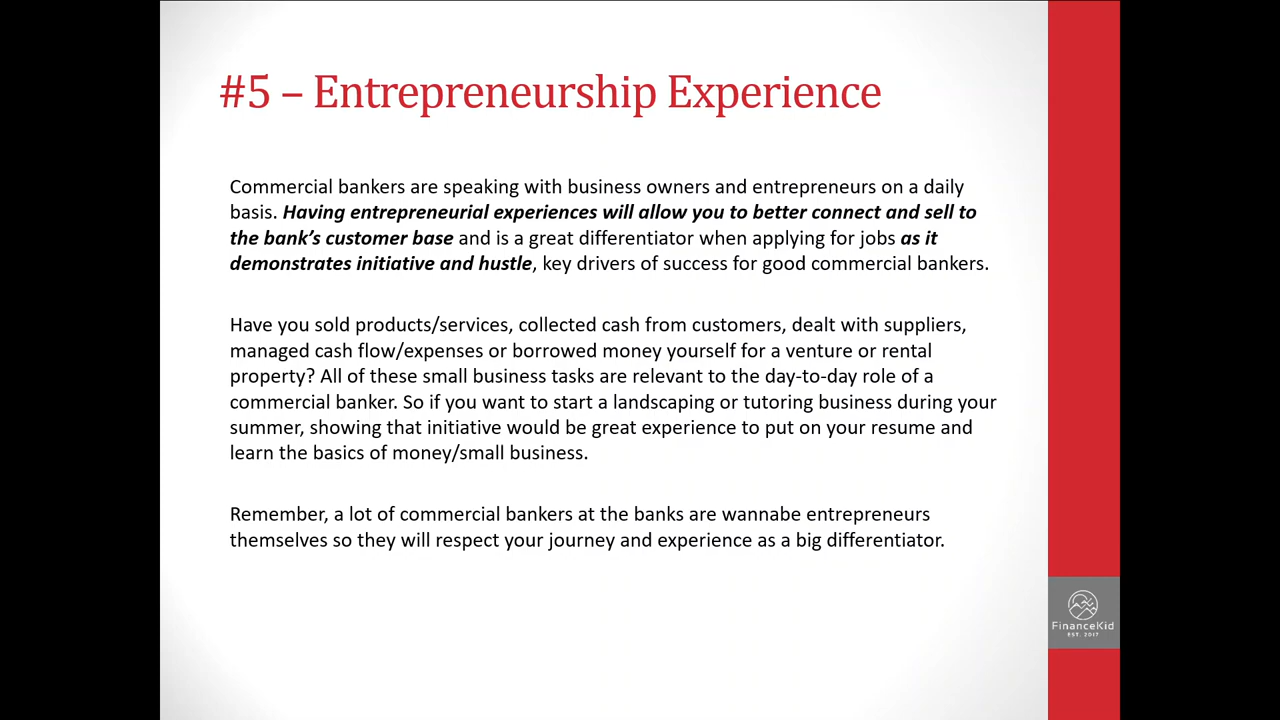 #5 – Entrepreneurship Experience
Commercial bankers are speaking with business owners and entrepreneurs on a daily
basis. Having entrepreneurial experiences will allow you to better connect and sell to
the bank’s customer base and is a great differentiator when applying for jobs as it
demonstrates initiative and hustle, key drivers of success for good commercial bankers.
Have you sold products/services, collected cash from customers, dealt with suppliers,
managed cash flow/expenses or borrowed money yourself for a venture or rental
property? All of these small business tasks are relevant to the day-to-day role of a
commercial banker. So if you want to start a landscaping or tutoring business during your
summer, showing that initiative would be great experience to put on your resume and
learn the basics of money/small business.
Remember, a lot of commercial bankers at the banks are wannabe entrepreneurs
themselves so they will respect your journey and experience as a big differentiator.
FinanceKid
EST. 2017